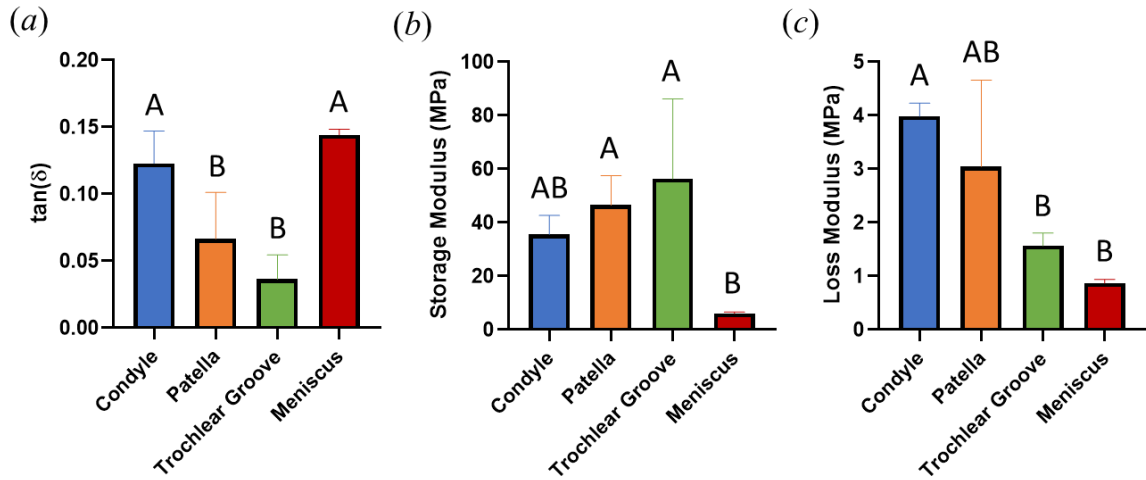 (a)
tan(δ)
0.20
0.15
0.10
0.05
0.00
A
B
B
A
Condyle
Patella
Trochlear Groove
Meniscus
(b)
Storage Modulus (MPa)
100
80
60
40
20
0
AB
A
A
B
Condyle
Patella
Trochlear Groove
Meniscus
(c)
Loss Modulus (MPa)
5
4
3
2
1
0
A
AB
B
B
Condyle
Patella
Trochlear Groove
Meniscus